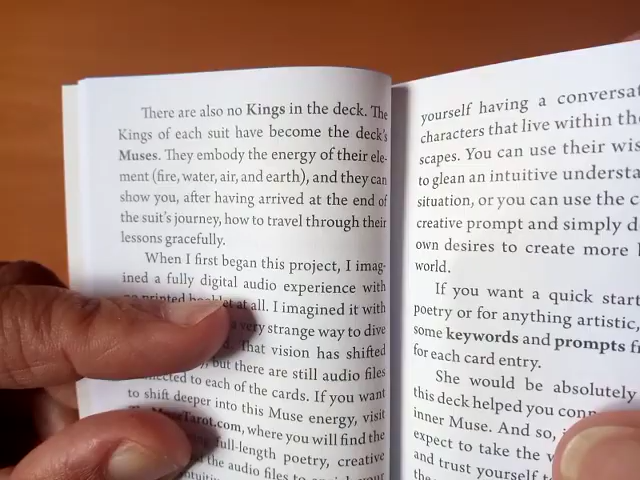 There are also no Kings in the deck. The
Kings of each suit have become the deck's
Muses. They embody the energy of their ele-
ment (fire, water, air, and earth), and they can
show you, after having arrived at the end of
the suit's journey, how to travel through their
lessons gracefully.
When I first began this project, I imag-
ined a fully digital audio experience with
no printed booklet at all. I imagined it with
a very strange way to dive
That vision has shifted
but there are still audio files
to each of the cards. If you want
to shift deeper into this Muse energy, visit
Tarot.com, where you will find the
full-length poetry, creative
the audio files to your
yourself having a
characters that live within the
scapes. You can use their
to glean an intuitive
situation, or you can use the
creative prompt and simply
own desires to create more
world.
If you want a quick start
poetry or for anything artistic,
some keywords and prompts
for each card entry.
She would be absolutely
this deck helped you
inner Muse. And so,
expect to take the
and trust yourself